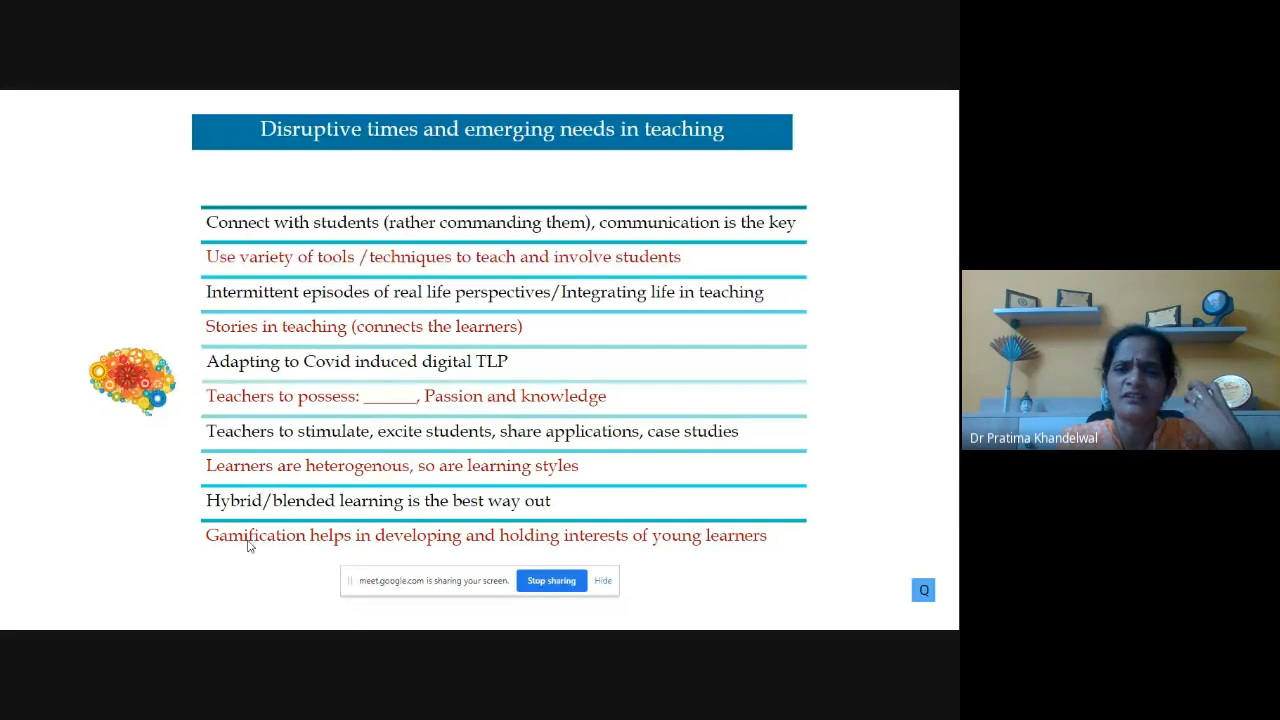 Disruptive times and emerging needs in teaching
Connect with students (rather commanding them), communication is the key
Use variety of tools /techniques to teach and involve students
Intermittent episodes of real life perspectives/Integrating life in teaching
Stories in teaching (connects the learners)
Adapting to Covid induced digital TLP
Teachers to possess: ______, Passion and knowledge
Teachers to stimulate, excite students, share applications, case studies
Learners are heterogenous, so are learning styles
Hybrid/blended learning is the best way out
Gamification helps in developing and holding interests of young learners
meet.google.com is sharing your screen. Stop sharing Hide
Q
Dr Pratima Khandelwal